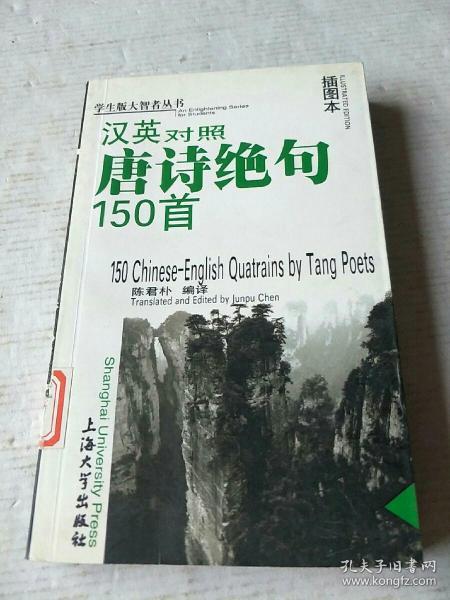 学生版大智者丛书
An Enlightening Series
for Students
插图本
ILLUSTRATED EDITION
汉英对照
唐诗绝句
150首
150 Chinese-English Quatrains by Tang Poets
陈君朴 编译
Translated and Edited by Junpu Chen
Shanghai University Press
上海大学出版社
孔夫子旧书网
www.kongfz.com